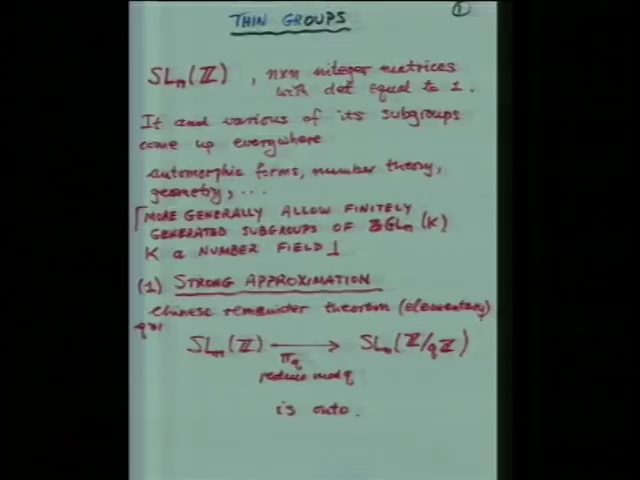 THIN GROUPS
1
SLn(ℤ) , n×n integer matrices
with det equal to 1.
It and various of its subgroups
come up everywhere
automorphic forms, number theory,
geometry, ...
⌈MORE GENERALLY ALLOW FINITELY
GENERATED SUBGROUPS OF GLn(K)
K a NUMBER FIELD⌋
(1) STRONG APPROXIMATION
Chinese remainder theorem (elementary)
q≥1
SLn(ℤ) ⟶ SLn(ℤ/qℤ)
πq
reduce mod q
is onto.